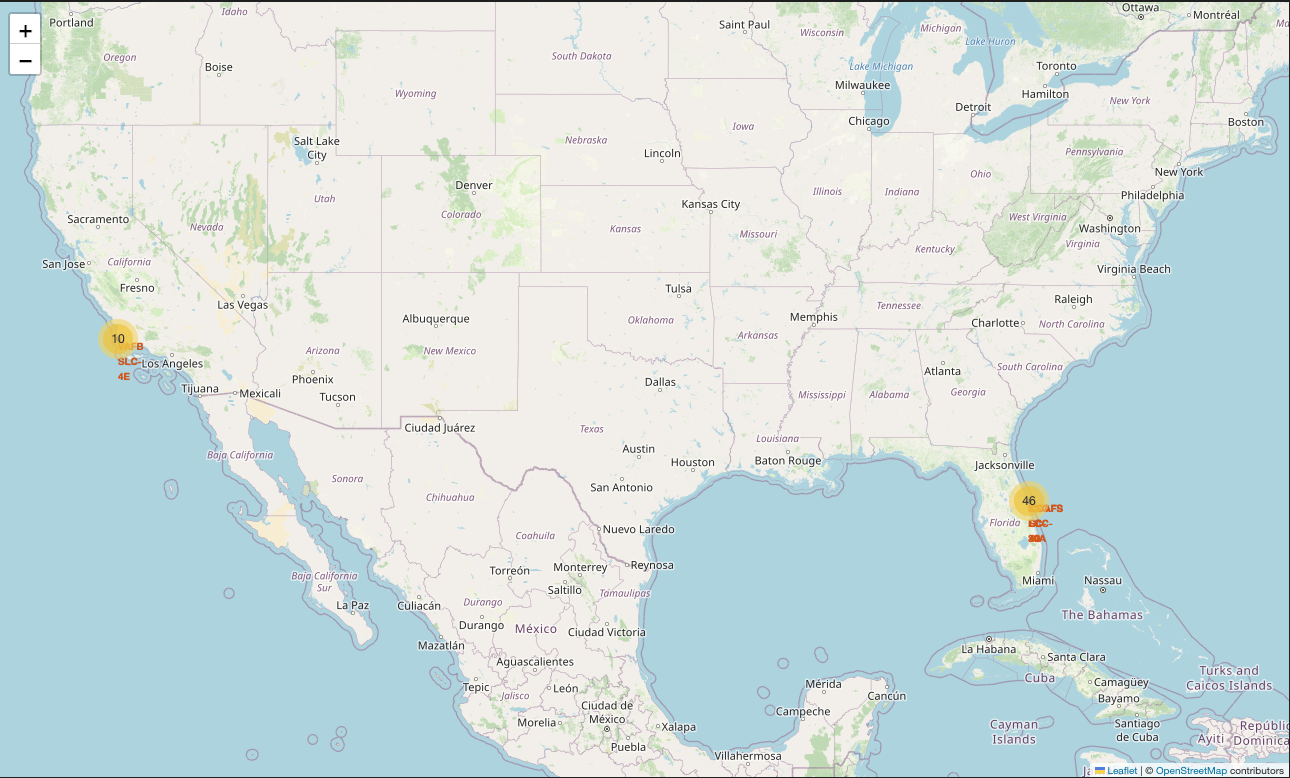 +
−
Portland
Idaho
Oregon
Boise
Wyoming
South Dakota
Saint Paul
Wisconsin
Michigan
Lake Huron
Ottawa
Montréal
Toronto
Hamilton
Lake Michigan
Milwaukee
Chicago
Detroit
New York
Boston
Iowa
Nebraska
Lincoln
Salt Lake
City
Utah
Denver
Colorado
Nevada
Sacramento
San Jose
California
Fresno
Las Vegas
Kansas City
Kansas
Missouri
Illinois
Indiana
Ohio
Pennsylvania
New York
Philadelphia
West Virginia
Washington
Virginia
Virginia Beach
Kentucky
Tulsa
Oklahoma
Arkansas
Memphis
Tennessee
Raleigh
Charlotte
North Carolina
South Carolina
Atlanta
Georgia
Alabama
Mississippi
Louisiana
Baton Rouge
Albuquerque
New Mexico
Arizona
Phoenix
Tucson
10
SLC-
4E
Los Angeles
Tijuana
Mexicali
Dallas
Texas
Austin
Houston
San Antonio
Ciudad Juárez
Baja California
Sonora
Chihuahua
Coahuila
Nuevo Laredo
Reynosa
Jacksonville
46
Florida
Miami
Nassau
The Bahamas
Torreón
Monterrey
Saltillo
Tamaulipas
Baja California
Sur
La Paz
Culiacán
Durango
Durango
México
Ciudad Victoria
Mazatlán
Aguascalientes
Tepic
Jalisco
León
Ciudad de
México
Morelia
Puebla
Xalapa
Villahermosa
Campeche
Mérida
Cancún
La Habana
Santa Clara
Cuba
Camagüey
Bayamo
Santiago
de Cuba
Cayman
Islands
Turks and
Caicos Islands
Ayiti
Repúblic
Dominica
Leaflet | © OpenStreetMap contributors